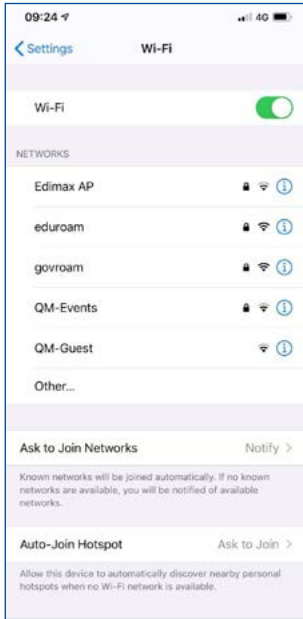 09:24
4G
Settings
Wi-Fi
Wi-Fi
NETWORKS
Edimax AP
eduroam
govroam
QM-Events
QM-Guest
Other...
Ask to Join Networks Notify
Known networks will be joined automatically. If no known
networks are available, you will be notified of available
networks.
Auto-Join Hotspot Ask to Join
Allow this device to automatically discover nearby personal
hotspots when no Wi-Fi network is available.